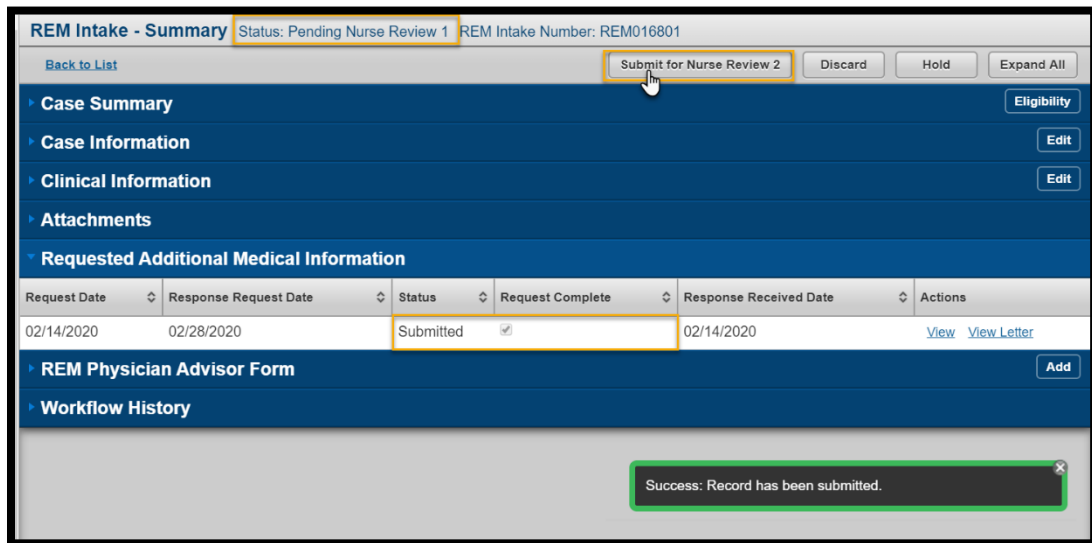 REM Intake - Summary Status: Pending Nurse Review 1 REM Intake Number: REM016801
Back to List Submit for Nurse Review 2 Discard Hold Expand All
Case Summary Eligibility
Case Information Edit
Clinical Information Edit
Attachments
Requested Additional Medical Information
Request Date Response Request Date Status Request Complete Response Received Date Actions
02/14/2020 02/28/2020 Submitted 02/14/2020 View View Letter
REM Physician Advisor Form Add
Workflow History
Success: Record has been submitted.